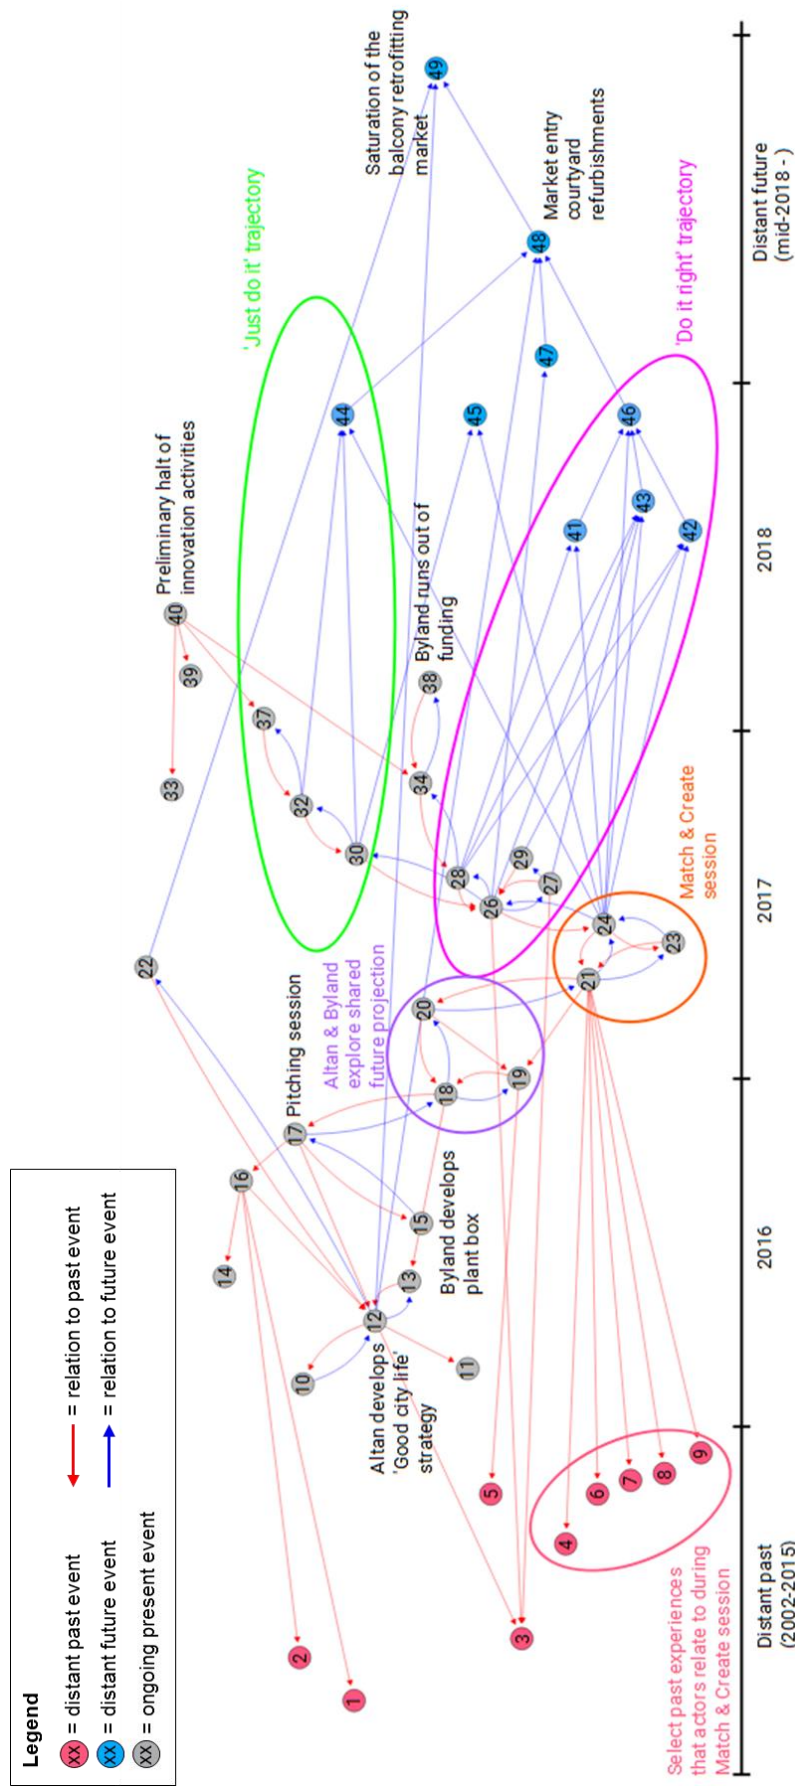 Legend
xx = distant past event
= relation to past event
xx = distant future event
= relation to future event
xx = ongoing present event
Saturation of the
balcony retrofitting
market
49
'Just do it' trajectory
Preliminary halt of
innovation activities
40
39
33
22
37
32
30
44
Market entry
courtyard
refurbishments
48
47
45
Byland runs out of
funding
38
34
'Do it right' trajectory
46
43
41
42
28
29
26
27
Match & Create
session
24
23
21
Altan & Byland
explore shared
future projection
20
18
19
Pitching session
17
16
14
15
13
Byland develops
plant box
12
10
11
Altan develops
'Good city life'
strategy
2
1
3
5
4
6
7
8
9
Select past experiences
that actors relate to during
Match & Create session
Distant past
(2002-2015)
2016
2017
2018
Distant future
(mid-2018 - )